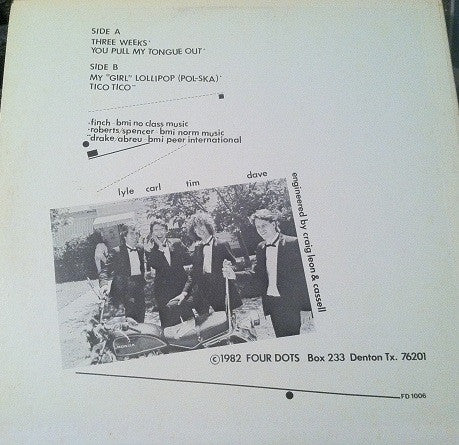 SIDE A
THREE WEEKS*
YOU PULL MY TONGUE OUT*
SIDE B
MY "GIRL" LOLLIPOP (POL-SKA)*
TICO TICO**
finch - bmi no class music
roberts/spencer - bmi norm music
drake/abreu - bmi peer international
lyle carl tim dave
engineered by craig leon & cassell
©1982 FOUR DOTS Box 233 Denton Tx. 76201
FD1006